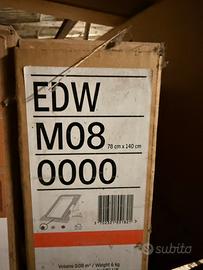 EDW
M08 78 cm x 140 cm
0000
Volume 0.08 m³ / Weight 6 kg
subito